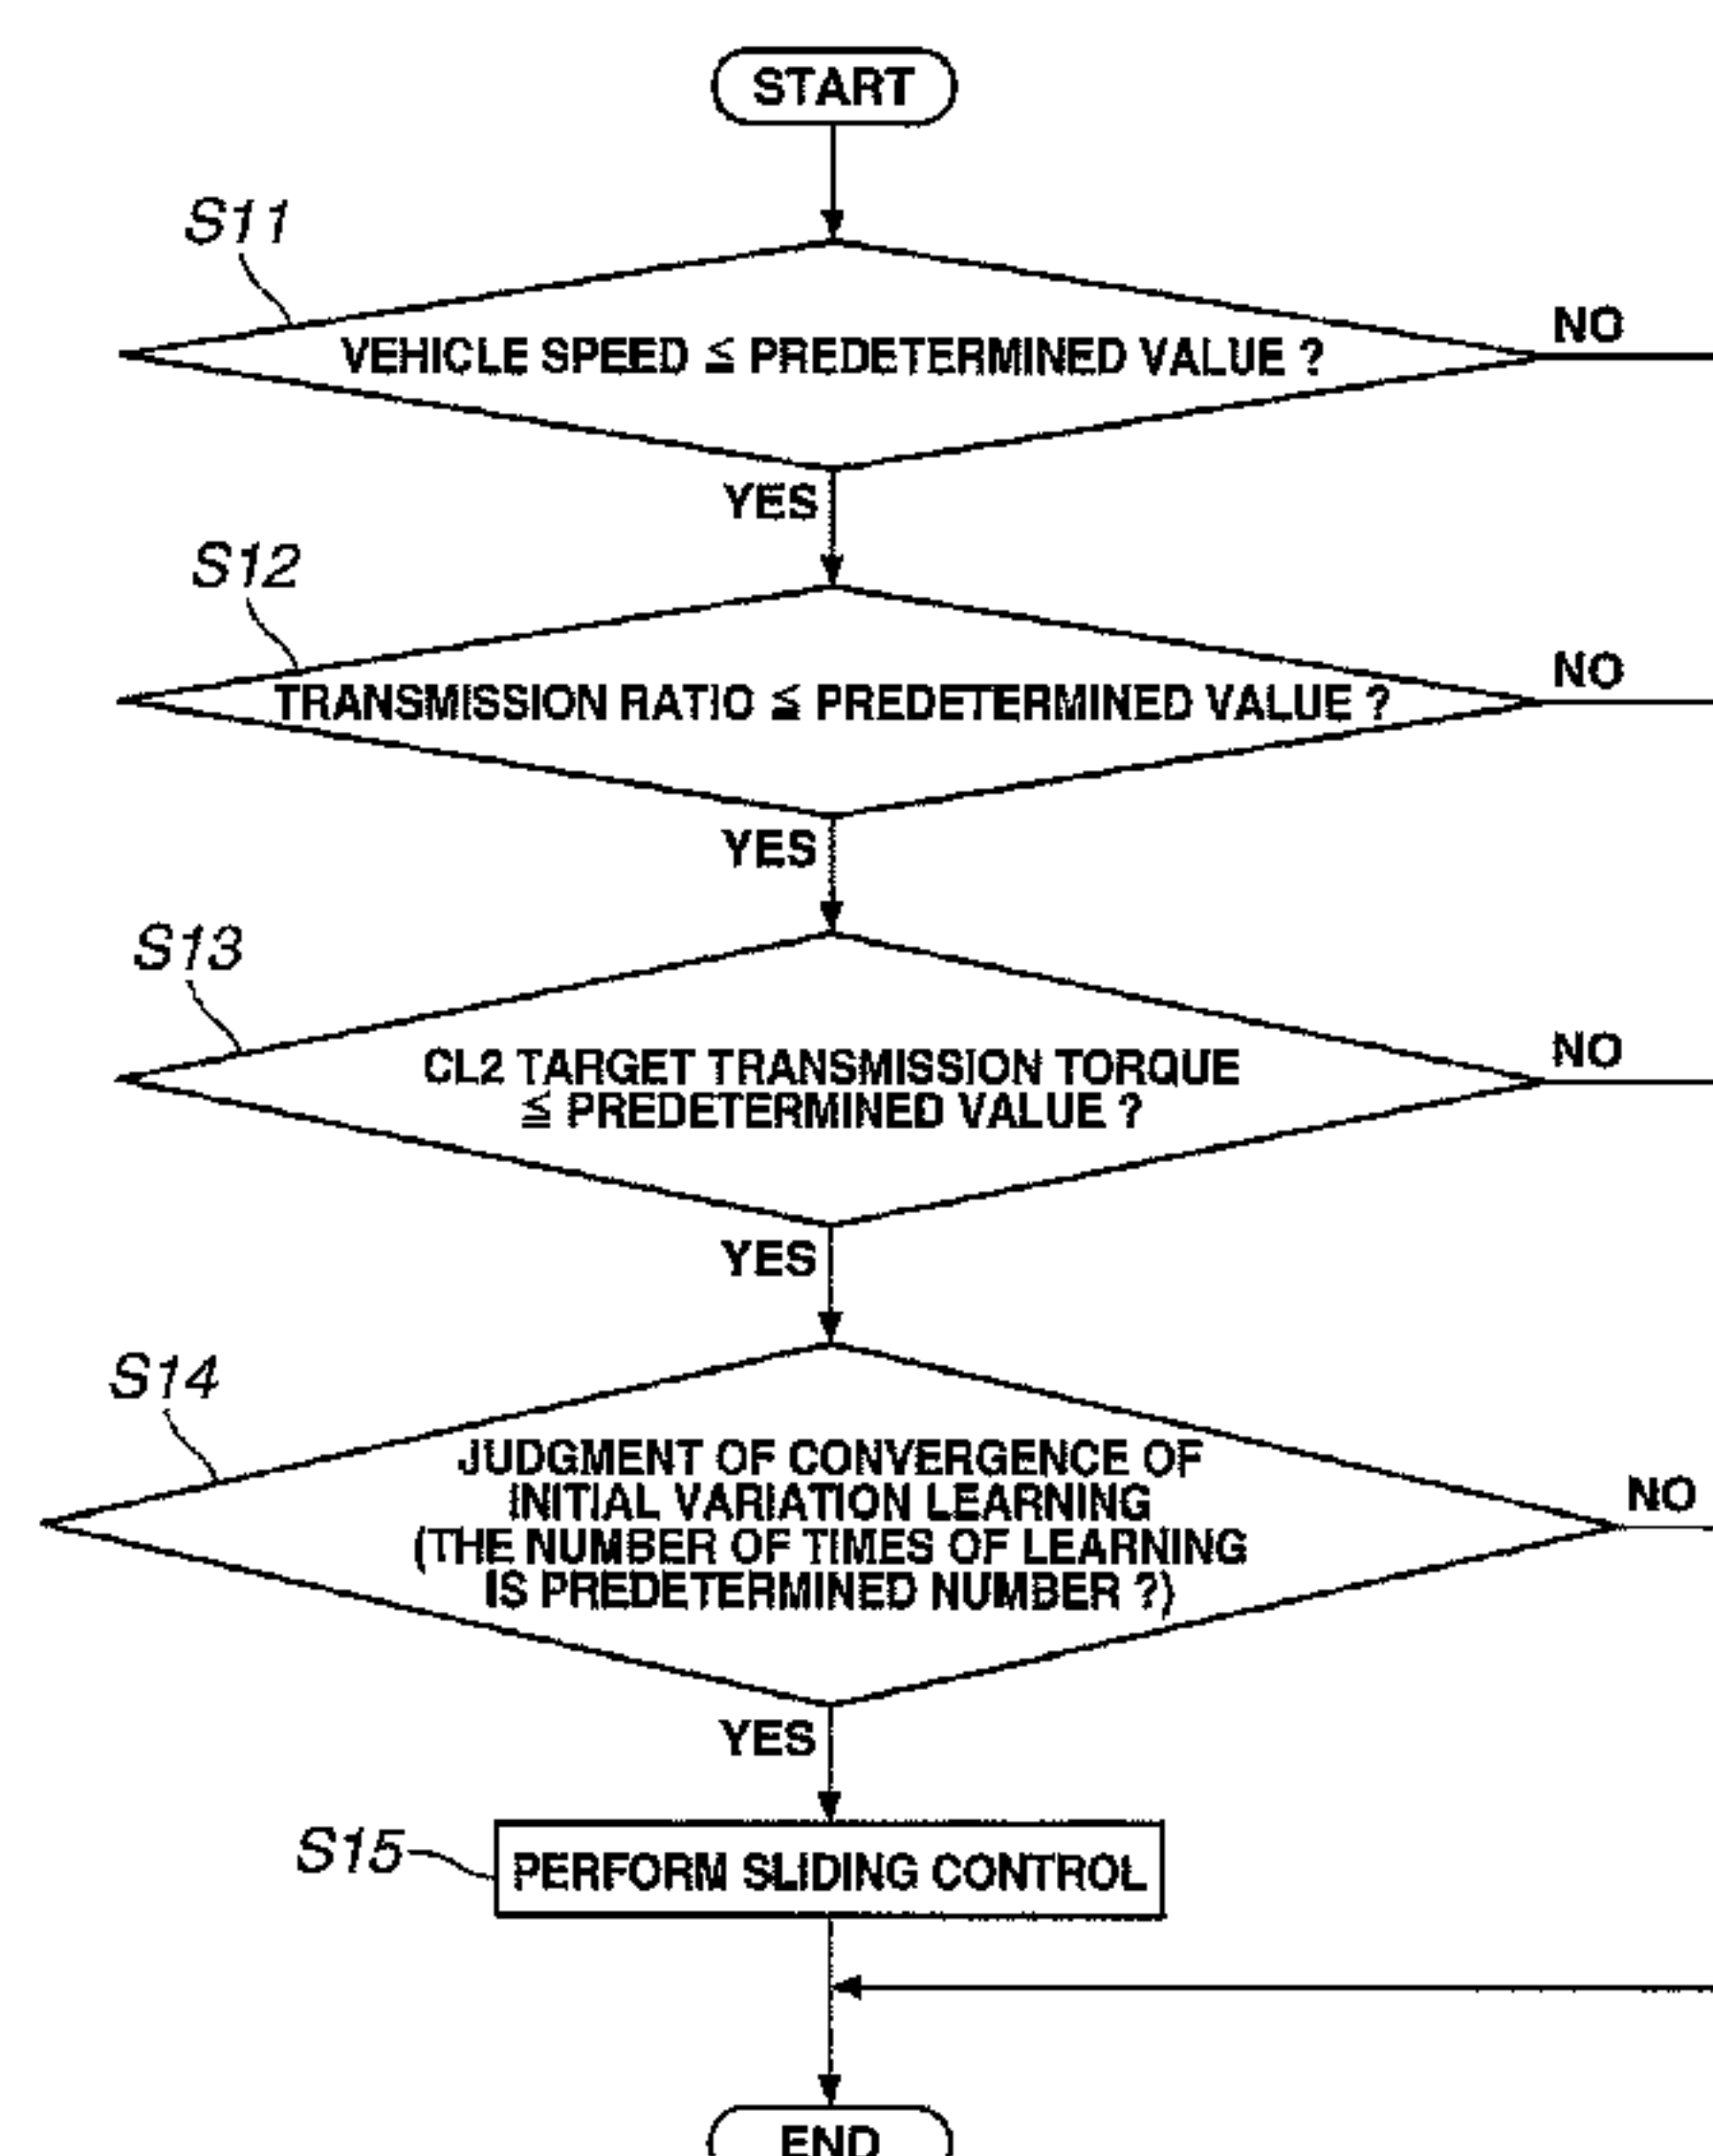 START
S11
VEHICLE SPEED ≦ PREDETERMINED VALUE ?
NO
YES
S12
TRANSMISSION RATIO ≦ PREDETERMINED VALUE ?
NO
YES
S13
CL2 TARGET TRANSMISSION TORQUE
≦ PREDETERMINED VALUE ?
NO
YES
S14
JUDGMENT OF CONVERGENCE OF
INITIAL VARIATION LEARNING
(THE NUMBER OF TIMES OF LEARNING
IS PREDETERMINED NUMBER ?)
NO
YES
S15
PERFORM SLIDING CONTROL
END